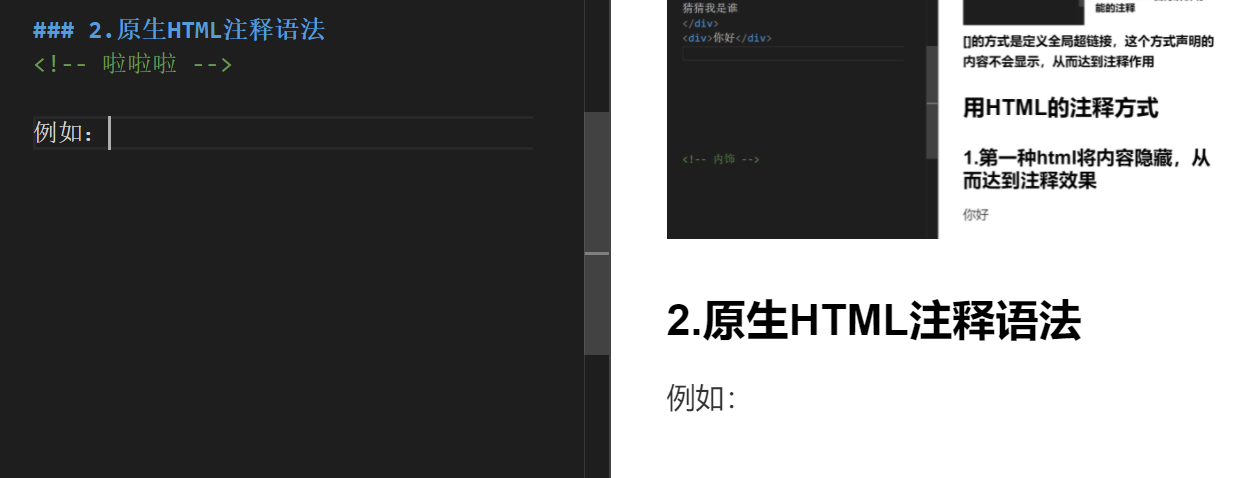 ### 2.原生HTML注释语法
<!-- 啦啦啦 -->
例如：
猜猜我是谁
</div>
<div>你好</div>
<!-- 内饰 -->
能的注释
[]的方式是定义全局超链接，这个方式声明的
内容不会显示，从而达到注释作用
用HTML的注释方式
1.第一种html将内容隐藏，从
而达到注释效果
你好
2.原生HTML注释语法
例如：